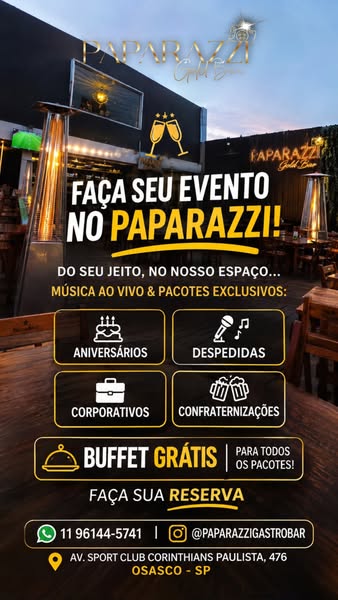 PAPARAZZI
Gold Bar
PAPARAZZI
Gold Bar
FAÇA SEU EVENTO
NO PAPARAZZI!
DO SEU JEITO, NO NOSSO ESPAÇO...
MÚSICA AO VIVO & PACOTES EXCLUSIVOS:
ANIVERSÁRIOS
DESPEDIDAS
CORPORATIVOS
CONFRATERNIZAÇÕES
BUFFET GRÁTIS
PARA TODOS
OS PACOTES!
FAÇA SUA RESERVA
11 96144-5741 | @PAPARAZZIGASTROBAR
AV. SPORT CLUB CORINTHIANS PAULISTA, 476
OSASCO - SP